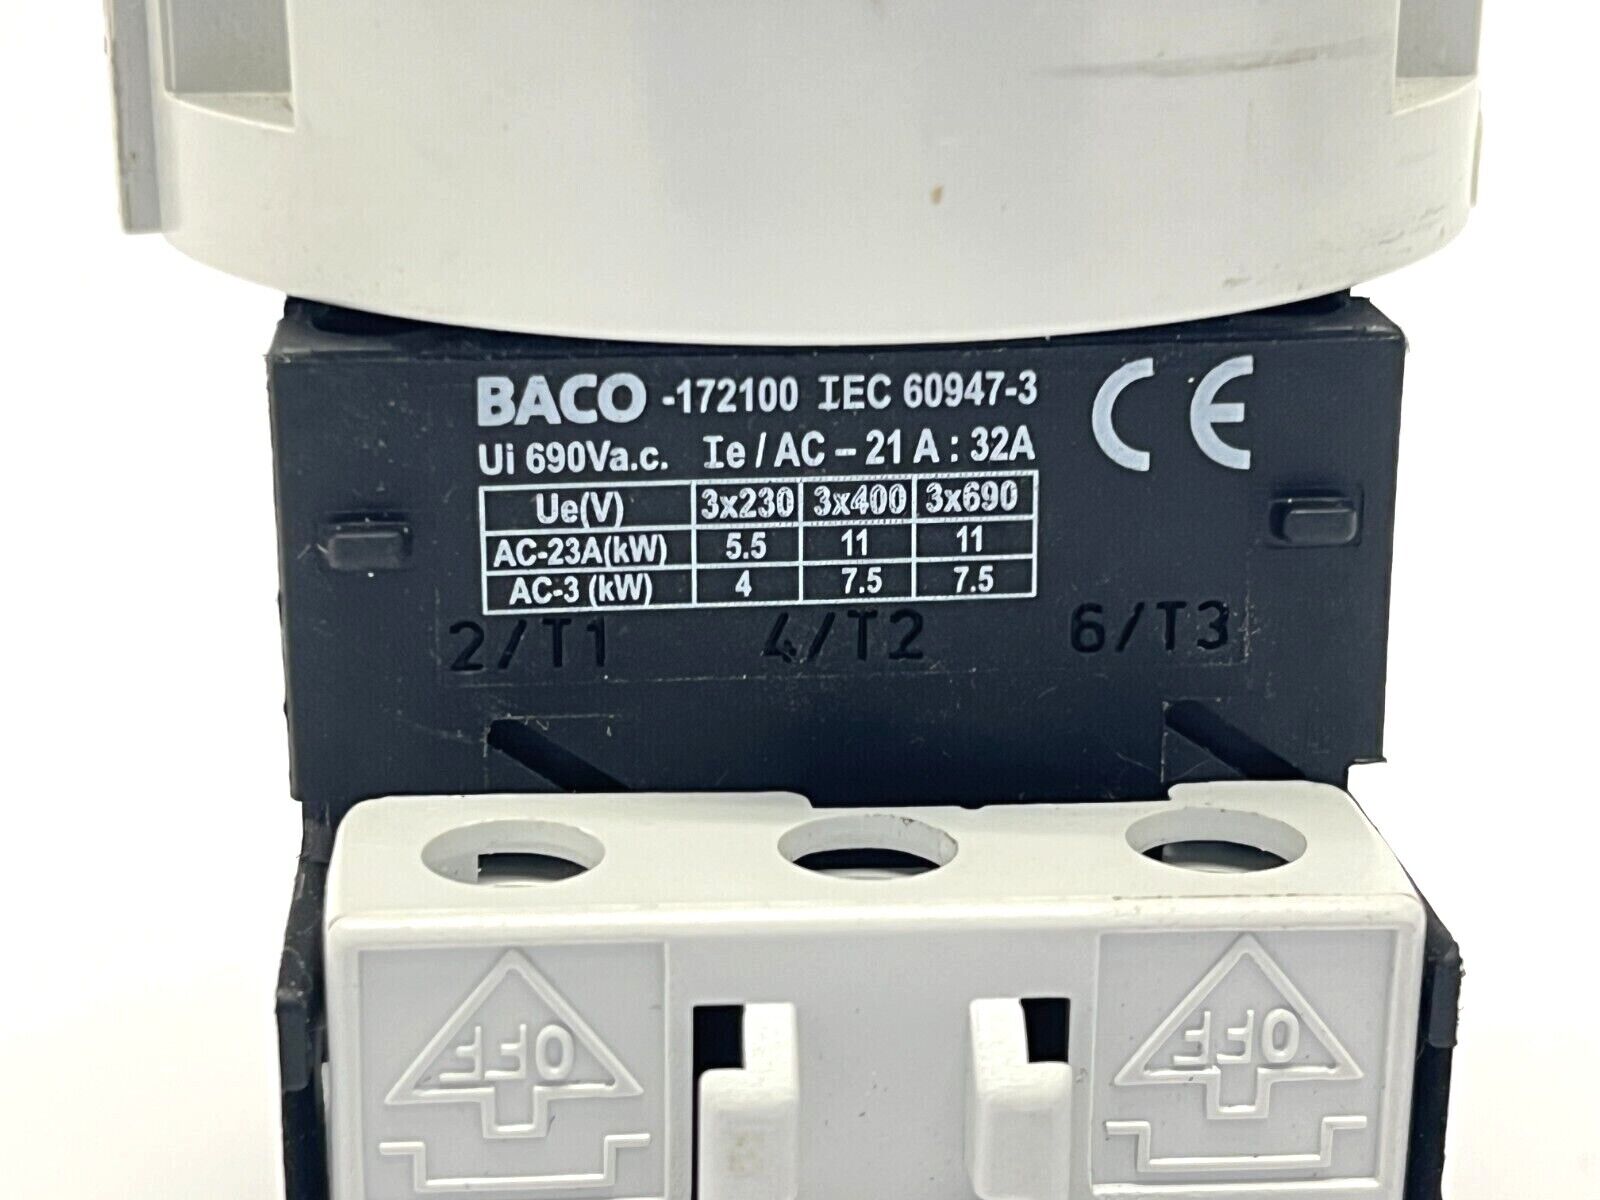 BACO -172100 IEC 60947-3 CE
Ui 690Va.c. Ie / AC - 21 A : 32A
Ue(V) 3x230 3x400 3x690
AC-23A(kW) 5.5 11 11
AC-3 (kW) 4 7.5 7.5
2/T1 4/T2 6/T3
OFF OFF